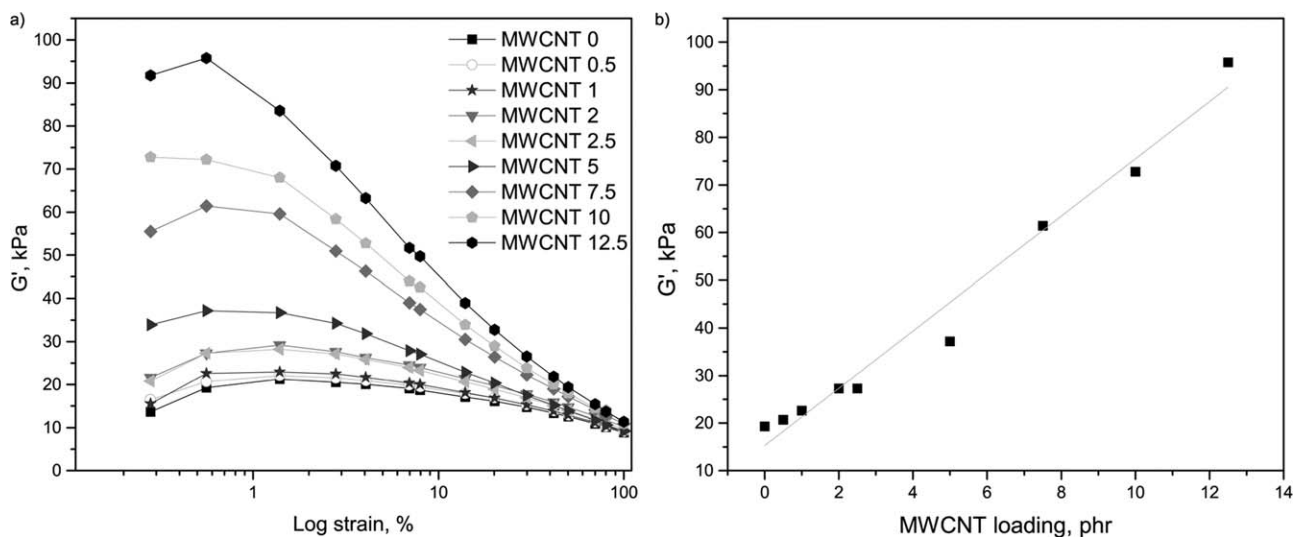 a)
100
90
80
70
60
50
40
30
20
10
0
G', kPa
1
10
100
Log strain, %
MWCNT 0
MWCNT 0.5
MWCNT 1
MWCNT 2
MWCNT 2.5
MWCNT 5
MWCNT 7.5
MWCNT 10
MWCNT 12.5
b)
100
90
80
70
60
50
40
30
20
10
G', kPa
0
2
4
6
8
10
12
14
MWCNT loading, phr